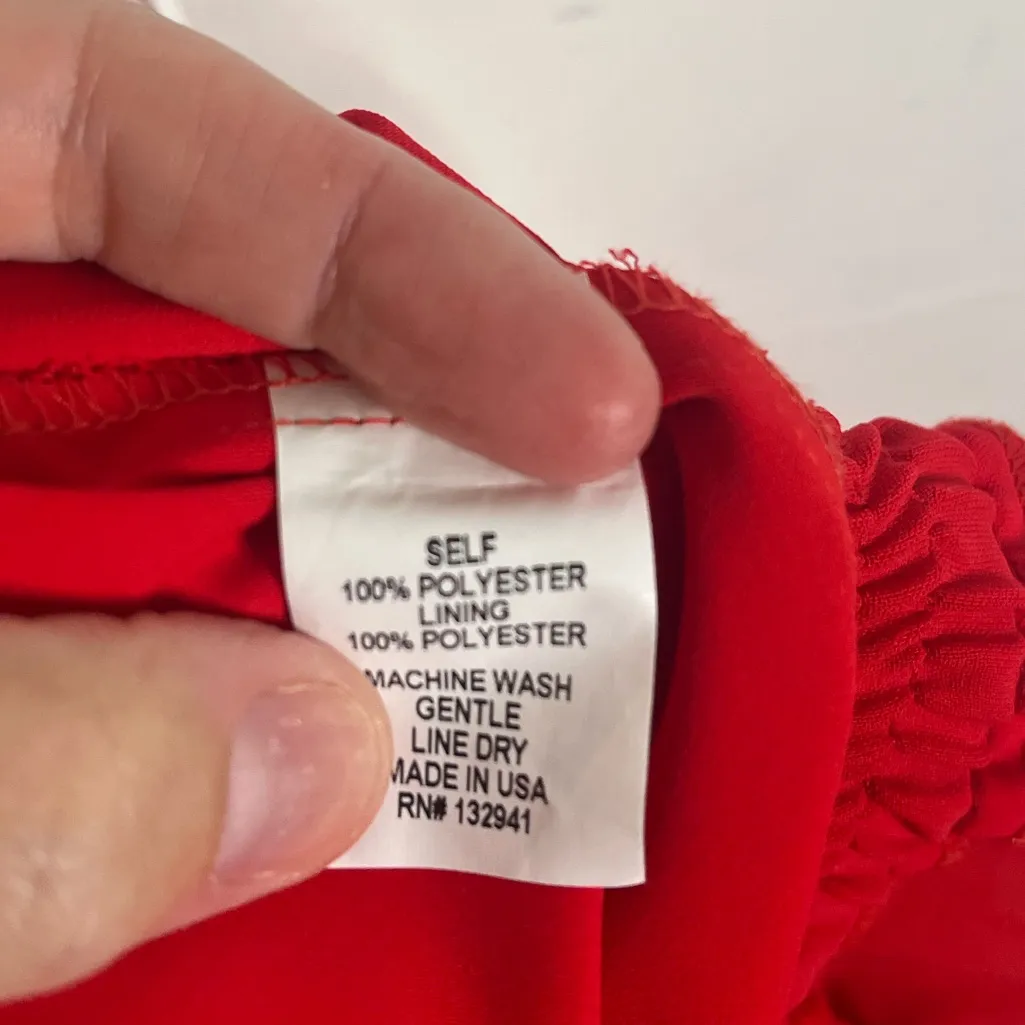 SELF
100% POLYESTER
LINING
100% POLYESTER
MACHINE WASH
GENTLE
LINE DRY
MADE IN USA
RN# 132941